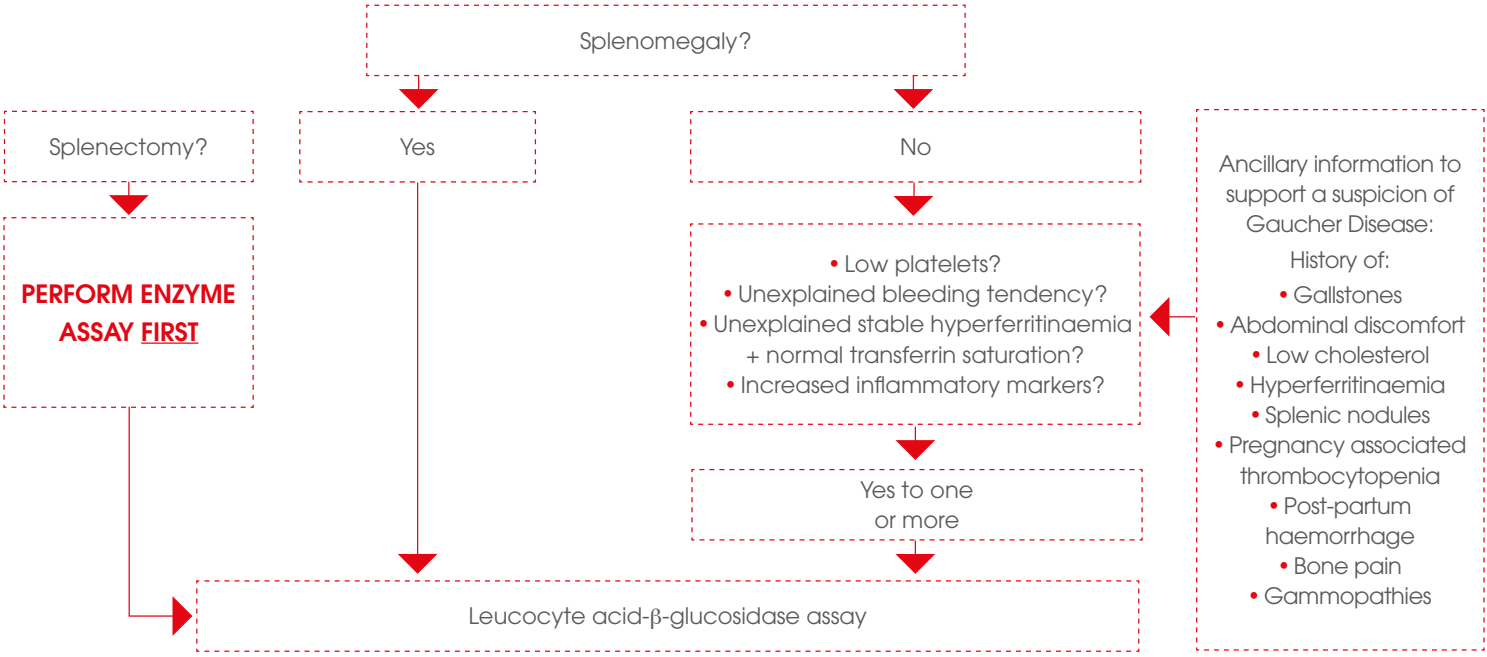 Splenomegaly?
Splenectomy?
Yes
No
PERFORM ENZYME
ASSAY FIRST
• Low platelets?
• Unexplained bleeding tendency?
• Unexplained stable hyperferritinaemia
+ normal transferrin saturation?
• Increased inflammatory markers?
Yes to one
or more
Leucocyte acid-β-glucosidase assay
Ancillary information to
support a suspicion of
Gaucher Disease:
History of:
• Gallstones
• Abdominal discomfort
• Low cholesterol
• Hyperferritinaemia
• Splenic nodules
• Pregnancy associated
thrombocytopenia
• Post-partum
haemorrhage
• Bone pain
• Gammopathies